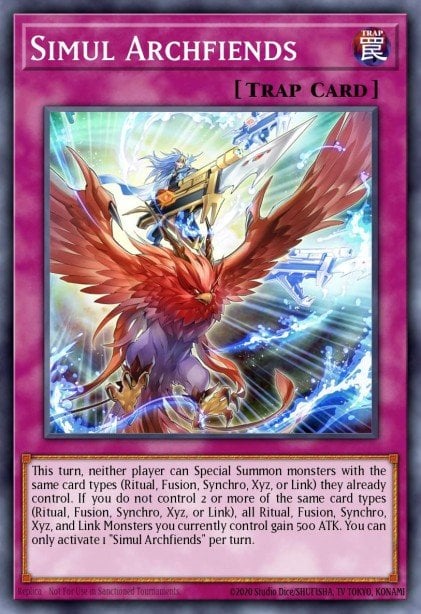 Simul Archfiends
TRAP
罠
[Trap Card]
This turn, neither player can Special Summon monsters with the
same card types (Ritual, Fusion, Synchro, Xyz, or Link) they already
control. If you do not control 2 or more of the same card types
(Ritual, Fusion, Synchro, Xyz, or Link), all Ritual, Fusion, Synchro,
Xyz, and Link Monsters you currently control gain 500 ATK. You can
only activate 1 "Simul Archfiends" per turn.
Replica - Not For Use in Sanctioned Tournaments
©2020 Studio Dice/SHUEISHA, TV TOKYO, KONAMI